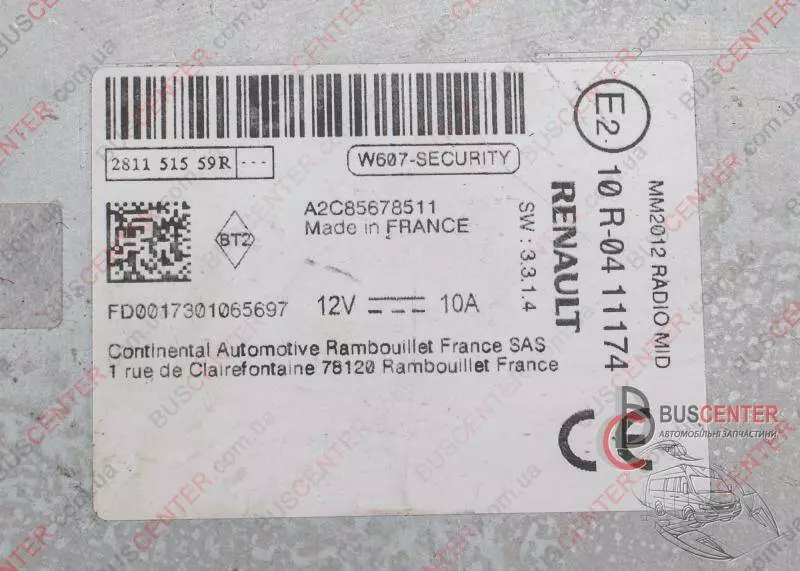 2811 515 59R ---
W607-SECURITY
A2C85678511
Made in FRANCE
BT2
FD0017301065697
12V 10A
Continental Automotive Rambouillet France SAS
1 rue de Clairefontaine 78120 Rambouillet France
SW : 3.3.1.4
RENAULT
E2
10 R-04 11174
MM2012 RADIO MID
CE
BUSCENTER
АВТОМОБІЛЬНІ ЗАПЧАСТИНИ
BUSCENTER.com.ua